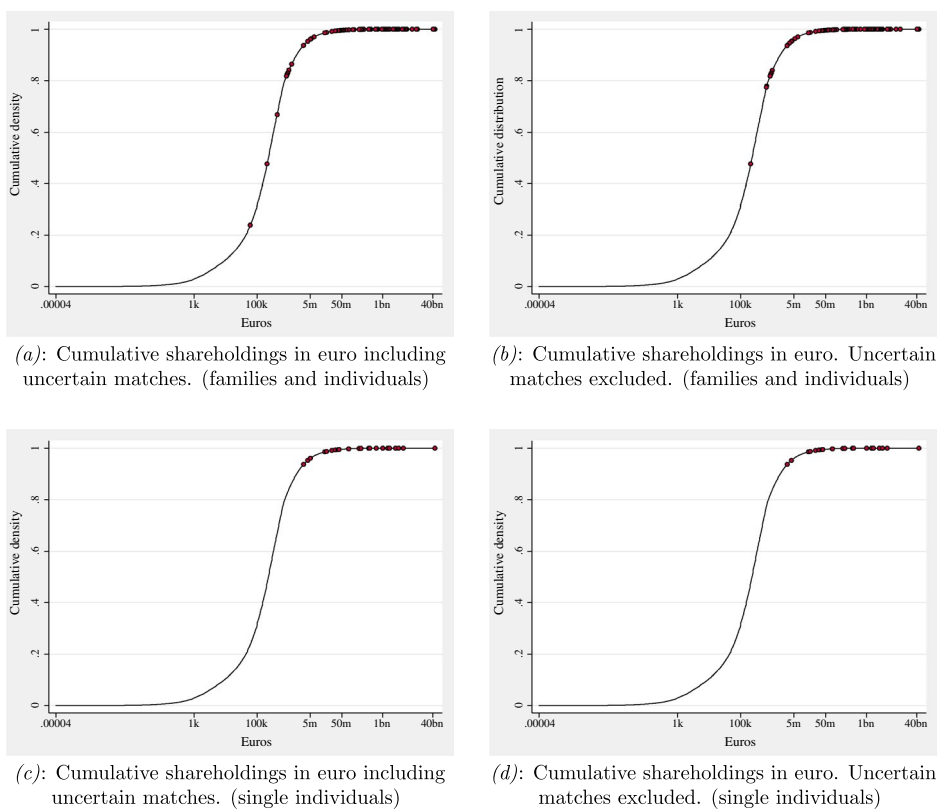 Cumulative density
0 .2 .4 .6 .8 1
.00004 1k 100k 5m 50m 1bn 40bn
Euros
(a): Cumulative shareholdings in euro including
uncertain matches. (families and individuals)
Cumulative distribution
0 .2 .4 .6 .8 1
.00004 1k 100k 5m 50m 1bn 40bn
Euros
(b): Cumulative shareholdings in euro. Uncertain
matches excluded. (families and individuals)
Cumulative density
0 .2 .4 .6 .8 1
.00004 1k 100k 5m 50m 1bn 40bn
Euros
(c): Cumulative shareholdings in euro including
uncertain matches. (single individuals)
Cumulative density
0 .2 .4 .6 .8 1
.00004 1k 100k 5m 50m 1bn 40bn
Euros
(d): Cumulative shareholdings in euro. Uncertain
matches excluded. (single individuals)